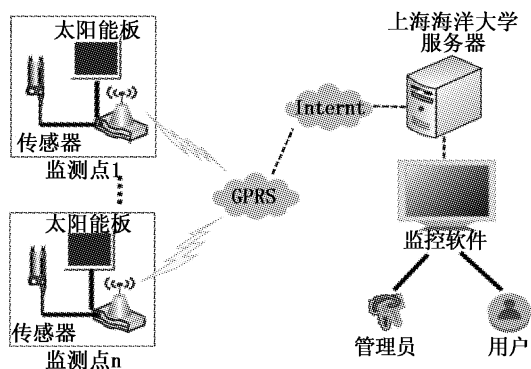 太阳能板
传感器
监测点1
太阳能板
传感器
监测点n
GPRS
Internt
上海海洋大学
服务器
监控软件
管理员
用户